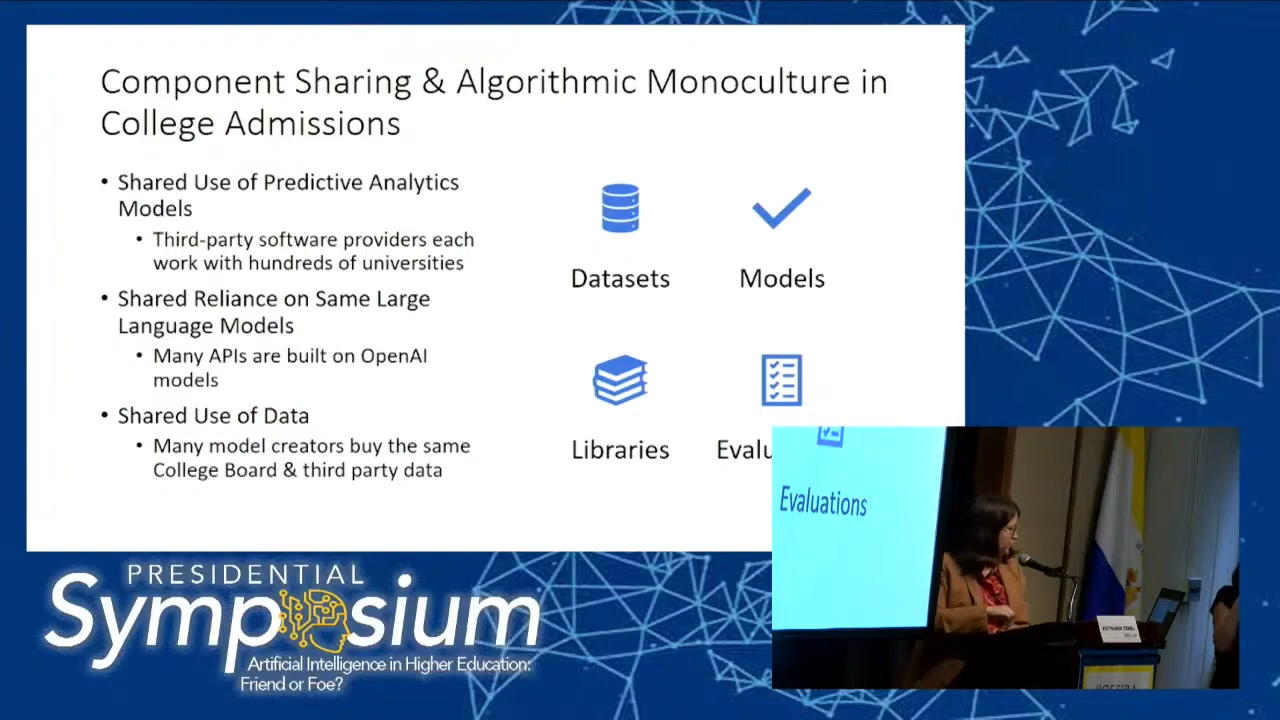 Component Sharing & Algorithmic Monoculture in
College Admissions
• Shared Use of Predictive Analytics
Models
• Third-party software providers each
work with hundreds of universities
• Shared Reliance on Same Large
Language Models
• Many APIs are built on OpenAI
models
• Shared Use of Data
• Many model creators buy the same
College Board & third party data
Datasets
Models
Libraries
Evalu
Evaluations
PRESIDENTIAL
Symposium
Artificial Intelligence in Higher Education:
Friend or Foe?